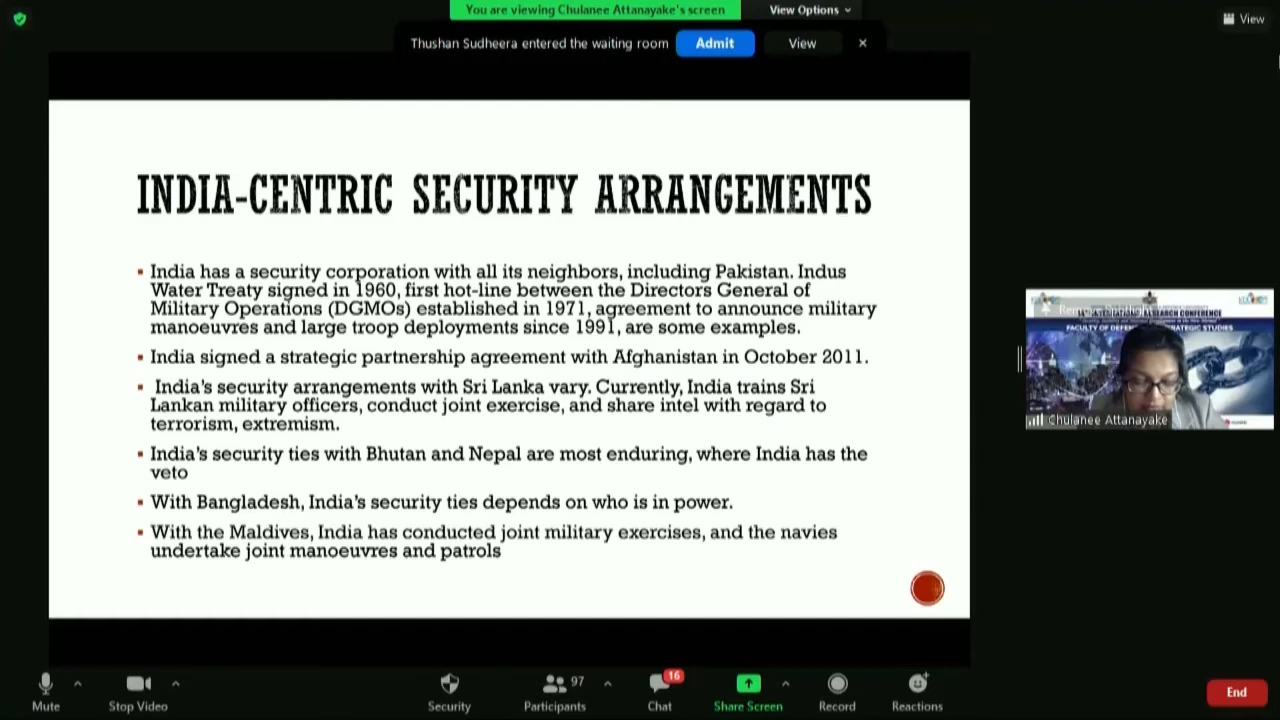 You are viewing Chulanee Attanayake's screen
View Options
View
Thushan Sudheera entered the waiting room
Admit
View
INDIA-CENTRIC SECURITY ARRANGEMENTS
India has a security corporation with all its neighbors, including Pakistan. Indus
Water Treaty signed in 1960, first hot-line between the Directors General of
Military Operations (DGMOs) established in 1971, agreement to announce military
manoeuvres and large troop deployments since 1991, are some examples.
India signed a strategic partnership agreement with Afghanistan in October 2011.
India's security arrangements with Sri Lanka vary. Currently, India trains Sri
Lankan military officers, conduct joint exercise, and share intel with regard to
terrorism, extremism.
India's security ties with Bhutan and Nepal are most enduring, where India has the
veto
With Bangladesh, India's security ties depends on who is in power.
With the Maldives, India has conducted joint military exercises, and the navies
undertake joint manoeuvres and patrols
RESEARCH CONFERENCE
FACULTY OF DEFEN STRATEGIC STUDIES
Chulanee Attanayake
Mute
Stop Video
Security
97
Participants
16
Chat
Share Screen
Record
Reactions
End